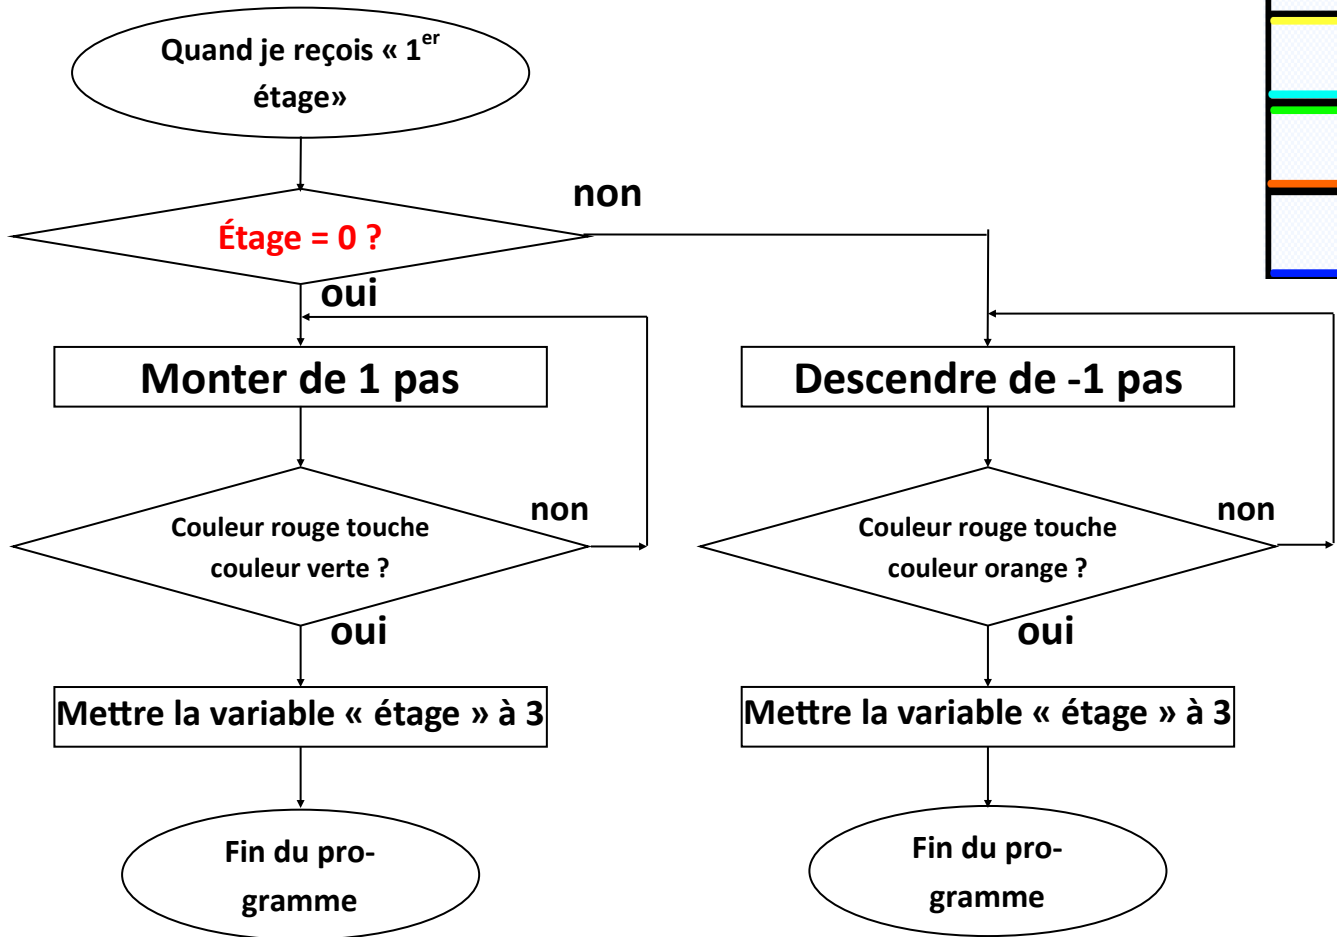 Quand je reçois « 1er
étage»
non
Étage = 0 ?
oui
Monter de 1 pas
Descendre de -1 pas
Couleur rouge touche
couleur verte ?
non
Couleur rouge touche
couleur orange ?
non
oui
oui
Mettre la variable « étage » à 3
Mettre la variable « étage » à 3
Fin du pro-
gramme
Fin du pro-
gramme